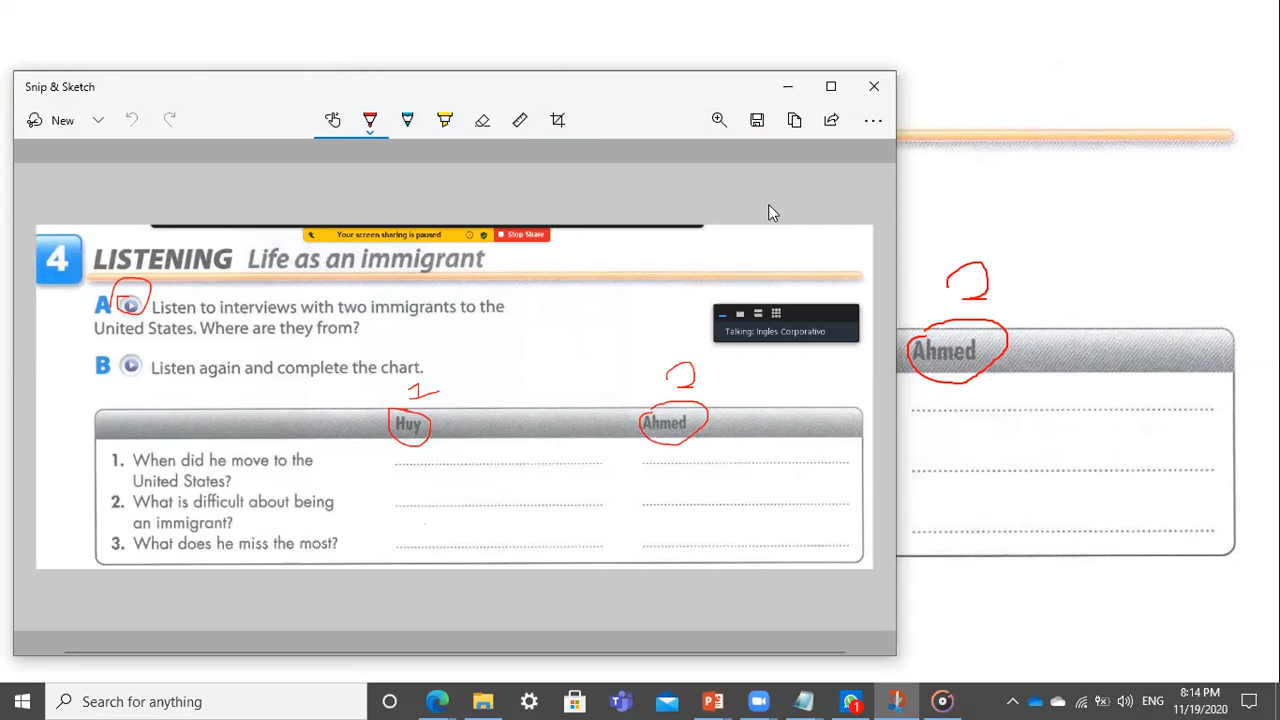 Snip & Sketch
New
Your screen sharing is paused
Stop Share
4 LISTENING Life as an immigrant
A Listen to interviews with two immigrants to the
United States. Where are they from?
Talking: Ingles Corporativo
B Listen again and complete the chart.
1
2
Huy Ahmed
1. When did he move to the
United States?
2. What is difficult about being
an immigrant?
3. What does he miss the most?
2
Ahmed
Search for anything
1
ENG
8:14 PM
11/19/2020